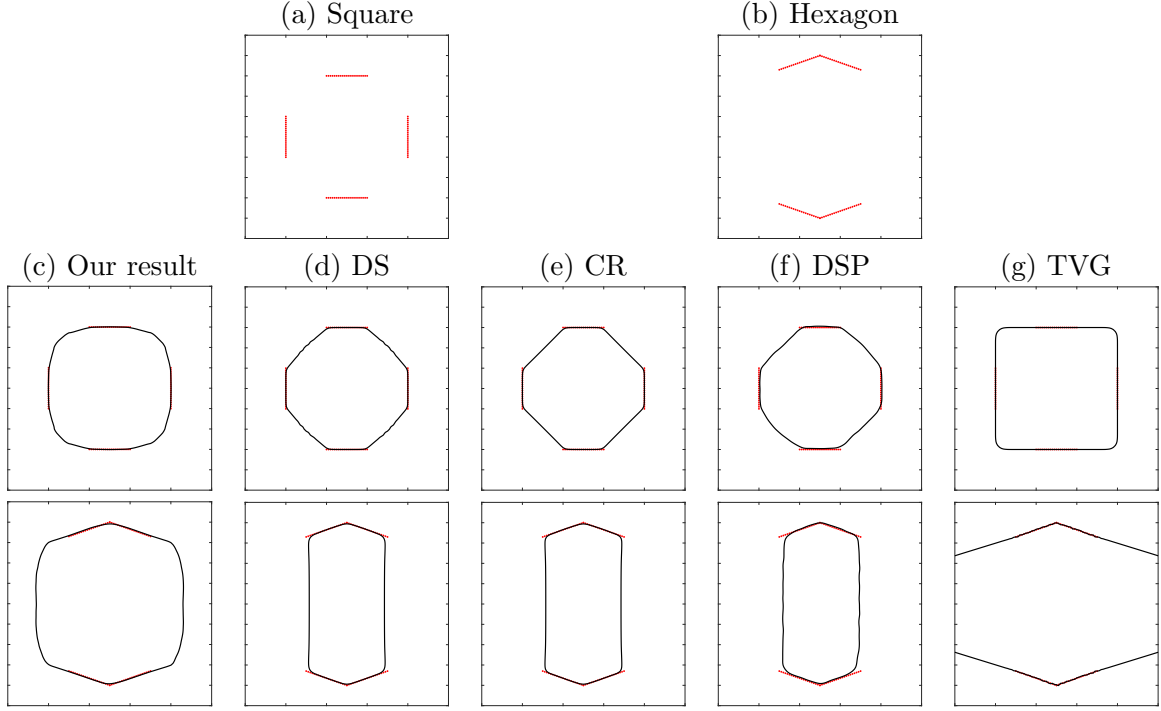 (a) Square
(b) Hexagon
(c) Our result
(d) DS
(e) CR
(f) DSP
(g) TVG